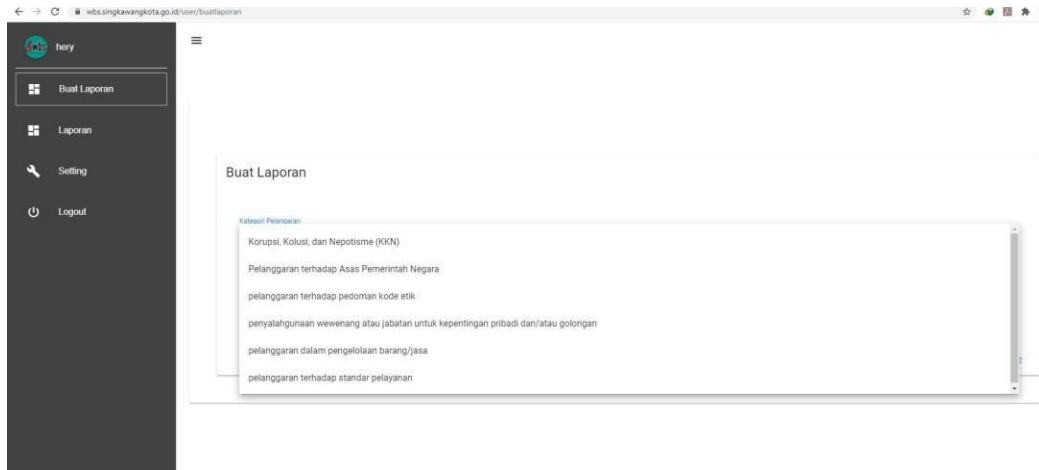 wbs.singkawangkota.go.id/user/buatlaporan
wbs
hery
Buat Laporan
Laporan
Setting
Logout
Buat Laporan
Kategori Pelangaran
Korupsi, Kolusi, dan Nepotisme (KKN)
Pelanggaran terhadap Asas Pemerintah Negara
pelanggaran terhadap pedoman kode etik
penyalahgunaan wewenang atau jabatan untuk kepentingan pribadi dan/atau golongan
pelanggaran dalam pengelolaan barang/jasa
pelanggaran terhadap standar pelayanan